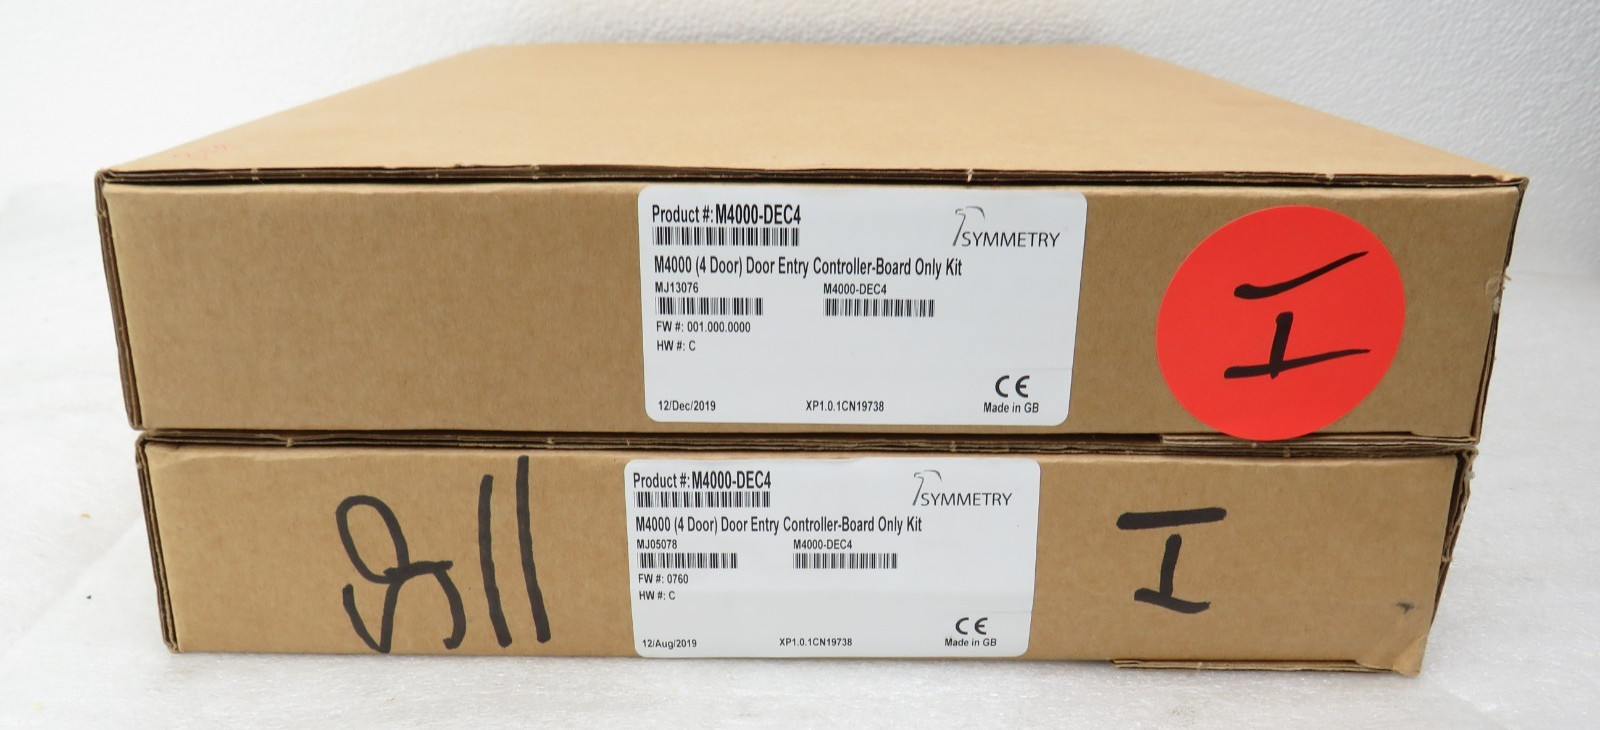 Product #: M4000-DEC4
SYMMETRY
M4000 (4 Door) Door Entry Controller-Board Only Kit
MJ13076 M4000-DEC4
FW #: 001.000.0000
HW #: C
CE
12/Dec/2019 XP1.0.1CN19738 Made in GB
I
Product #: M4000-DEC4
SYMMETRY
M4000 (4 Door) Door Entry Controller-Board Only Kit
MJ05078 M4000-DEC4
FW #: 0760
HW #: C
CE
12/Aug/2019 XP1.0.1CN19738 Made in GB
I